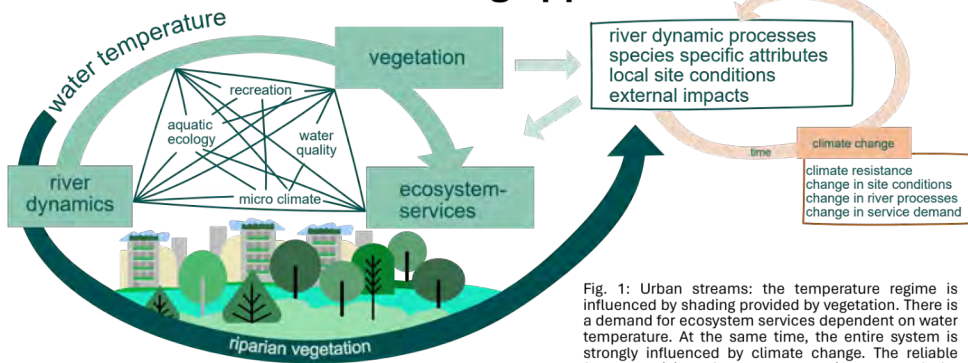 water temperature
vegetation
recreation
aquatic
ecology
water
quality
micro climate
river
dynamics
ecosystem-
services
riparian vegetation
river dynamic processes
species specific attributes
local site conditions
external impacts
time
climate change
climate resistance
change in site conditions
change in river processes
change in service demand
Fig. 1: Urban streams: the temperature regime is
influenced by shading provided by vegetation. There is
a demand for ecosystem services dependent on water
temperature. At the same time, the entire system is
strongly influenced by climate change. The reliable